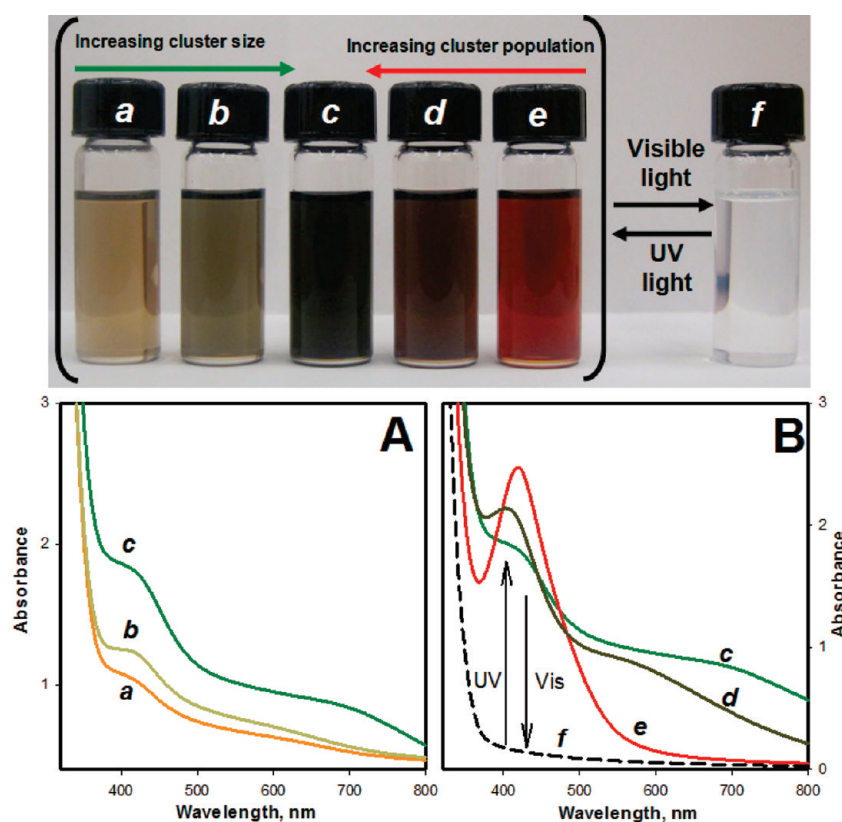 Increasing cluster size
Increasing cluster population
a
b
c
d
e
f
Visible
light
UV
light
A
3
2
1
Absorbance
c
b
a
400
500
600
700
800
Wavelength, nm
B
3
2
1
0
Absorbance
c
d
e
f
UV
Vis
400
500
600
700
800
Wavelength, nm